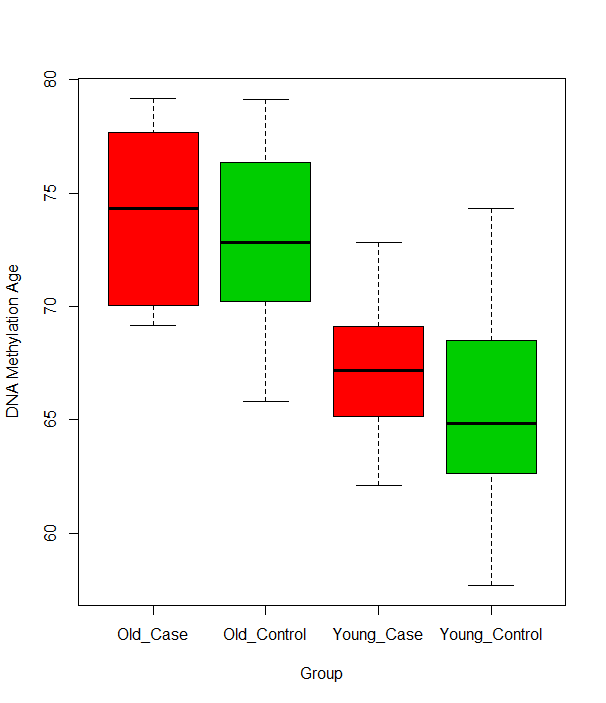 80
75
70
65
60
DNA Methylation Age
Old_Case
Old_Control
Young_Case
Young_Control
Group